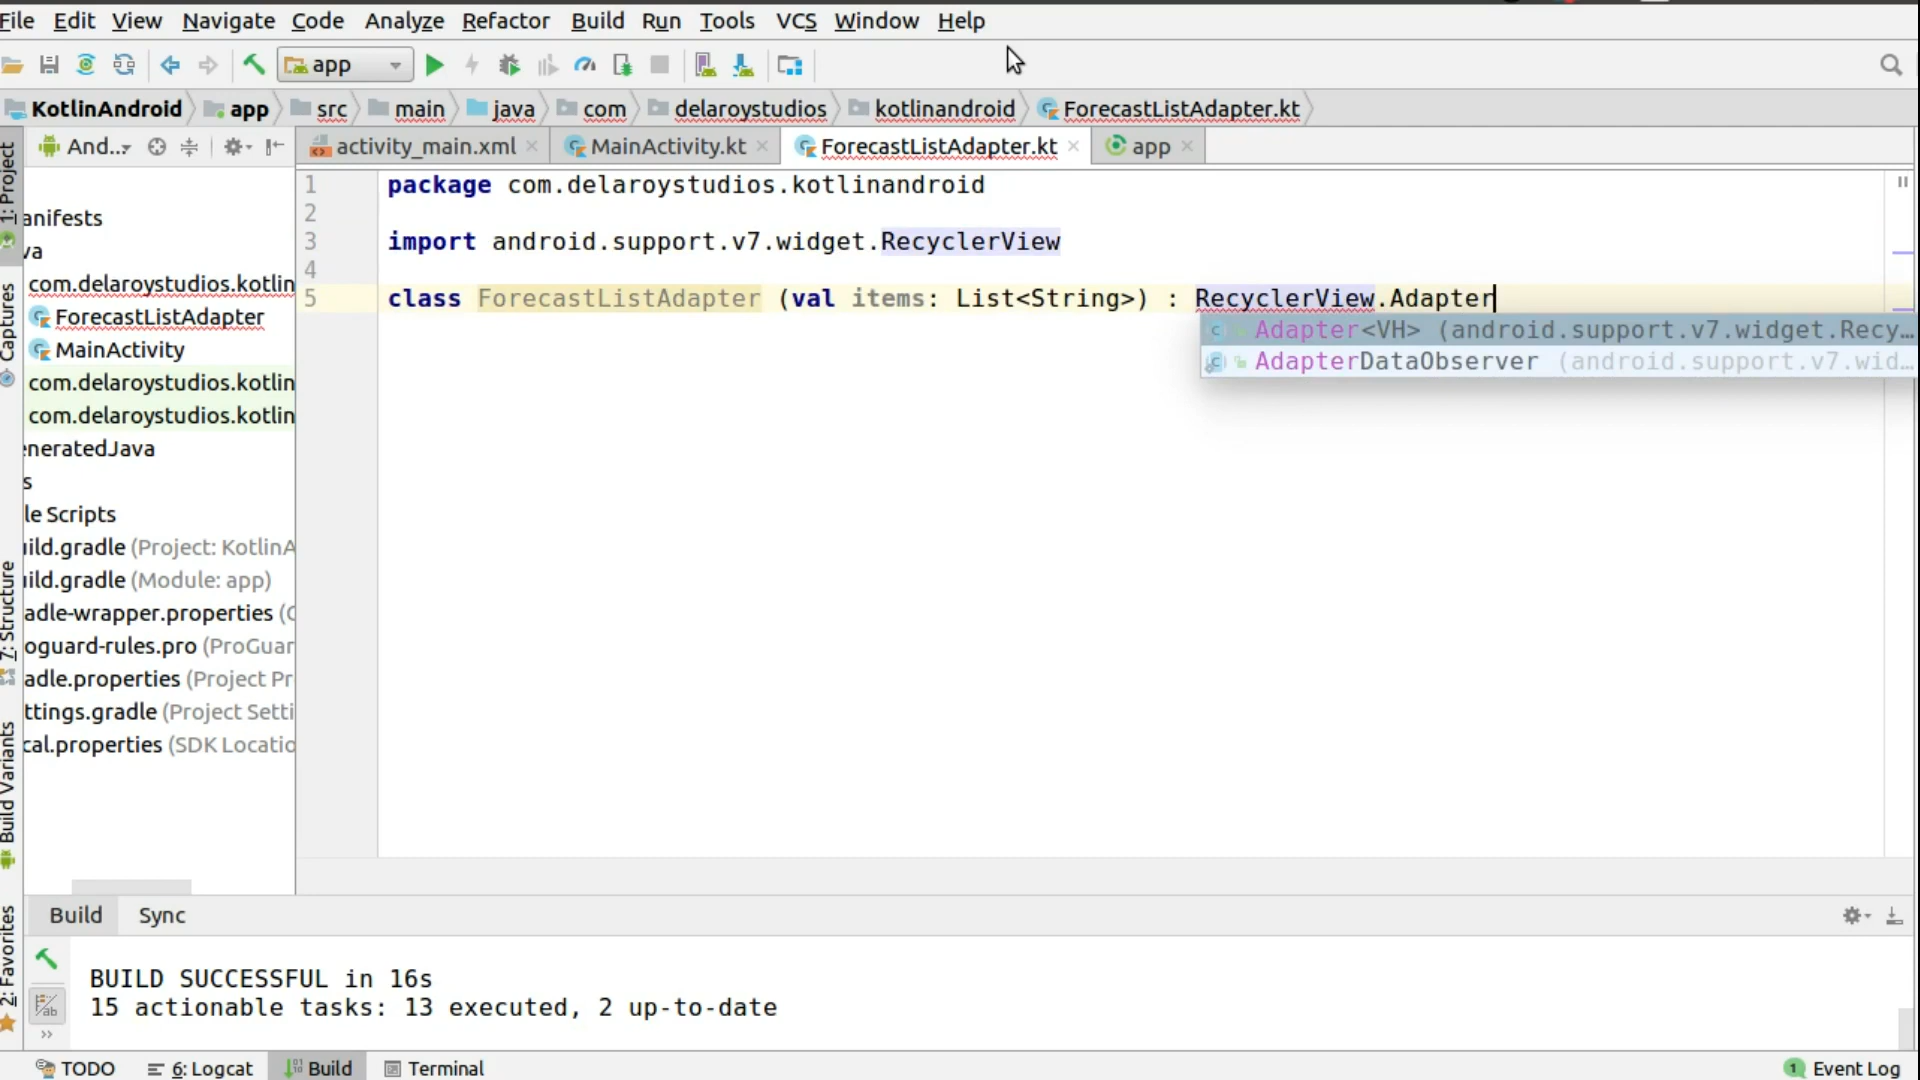 File Edit View Navigate Code Analyze Refactor Build Run Tools VCS Window Help
app
KotlinAndroid app src main java com delaroystudios kotlinandroid ForecastListAdapter.kt
1: Project
Captures
7: Structure
Build Variants
2: Favorites
And...
activity_main.xml MainActivity.kt ForecastListAdapter.kt app
anifests
va
com.delaroystudios.kotlin
ForecastListAdapter
MainActivity
com.delaroystudios.kotlin
com.delaroystudios.kotlin
eneratedJava
s
le Scripts
ild.gradle (Project: KotlinA
ild.gradle (Module: app)
adle-wrapper.properties (G
oguard-rules.pro (ProGuar
adle.properties (Project Pr
ttings.gradle (Project Setti
cal.properties (SDK Locatio
1 package com.delaroystudios.kotlinandroid
2
3 import android.support.v7.widget.RecyclerView
4
5 class ForecastListAdapter (val items: List<String>) : RecyclerView.Adapter
Adapter<VH> (android.support.v7.widget.Recy...
AdapterDataObserver (android.support.v7.wid...
Build Sync
BUILD SUCCESSFUL in 16s
15 actionable tasks: 13 executed, 2 up-to-date
TODO 6: Logcat Build Terminal 1 Event Log